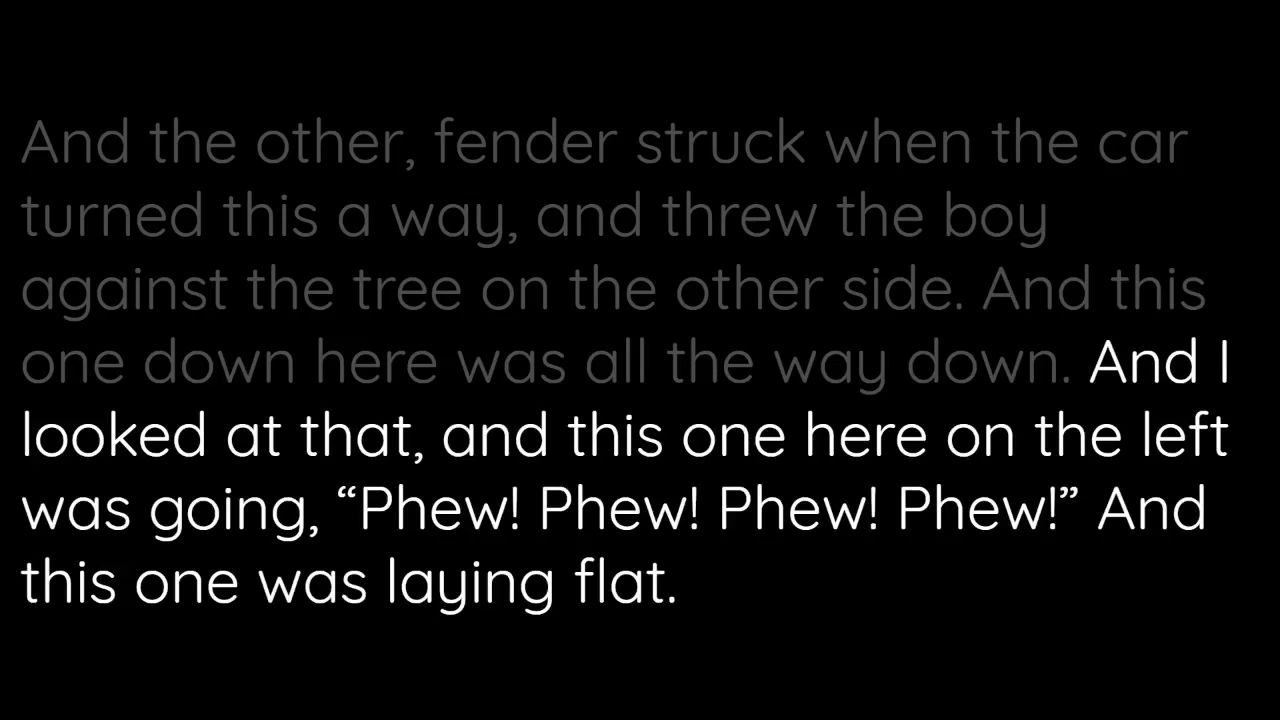 And the other, fender struck when the car
turned this a way, and threw the boy
against the tree on the other side. And this
one down here was all the way down. And I
looked at that, and this one here on the left
was going, “Phew! Phew! Phew! Phew!” And
this one was laying flat.